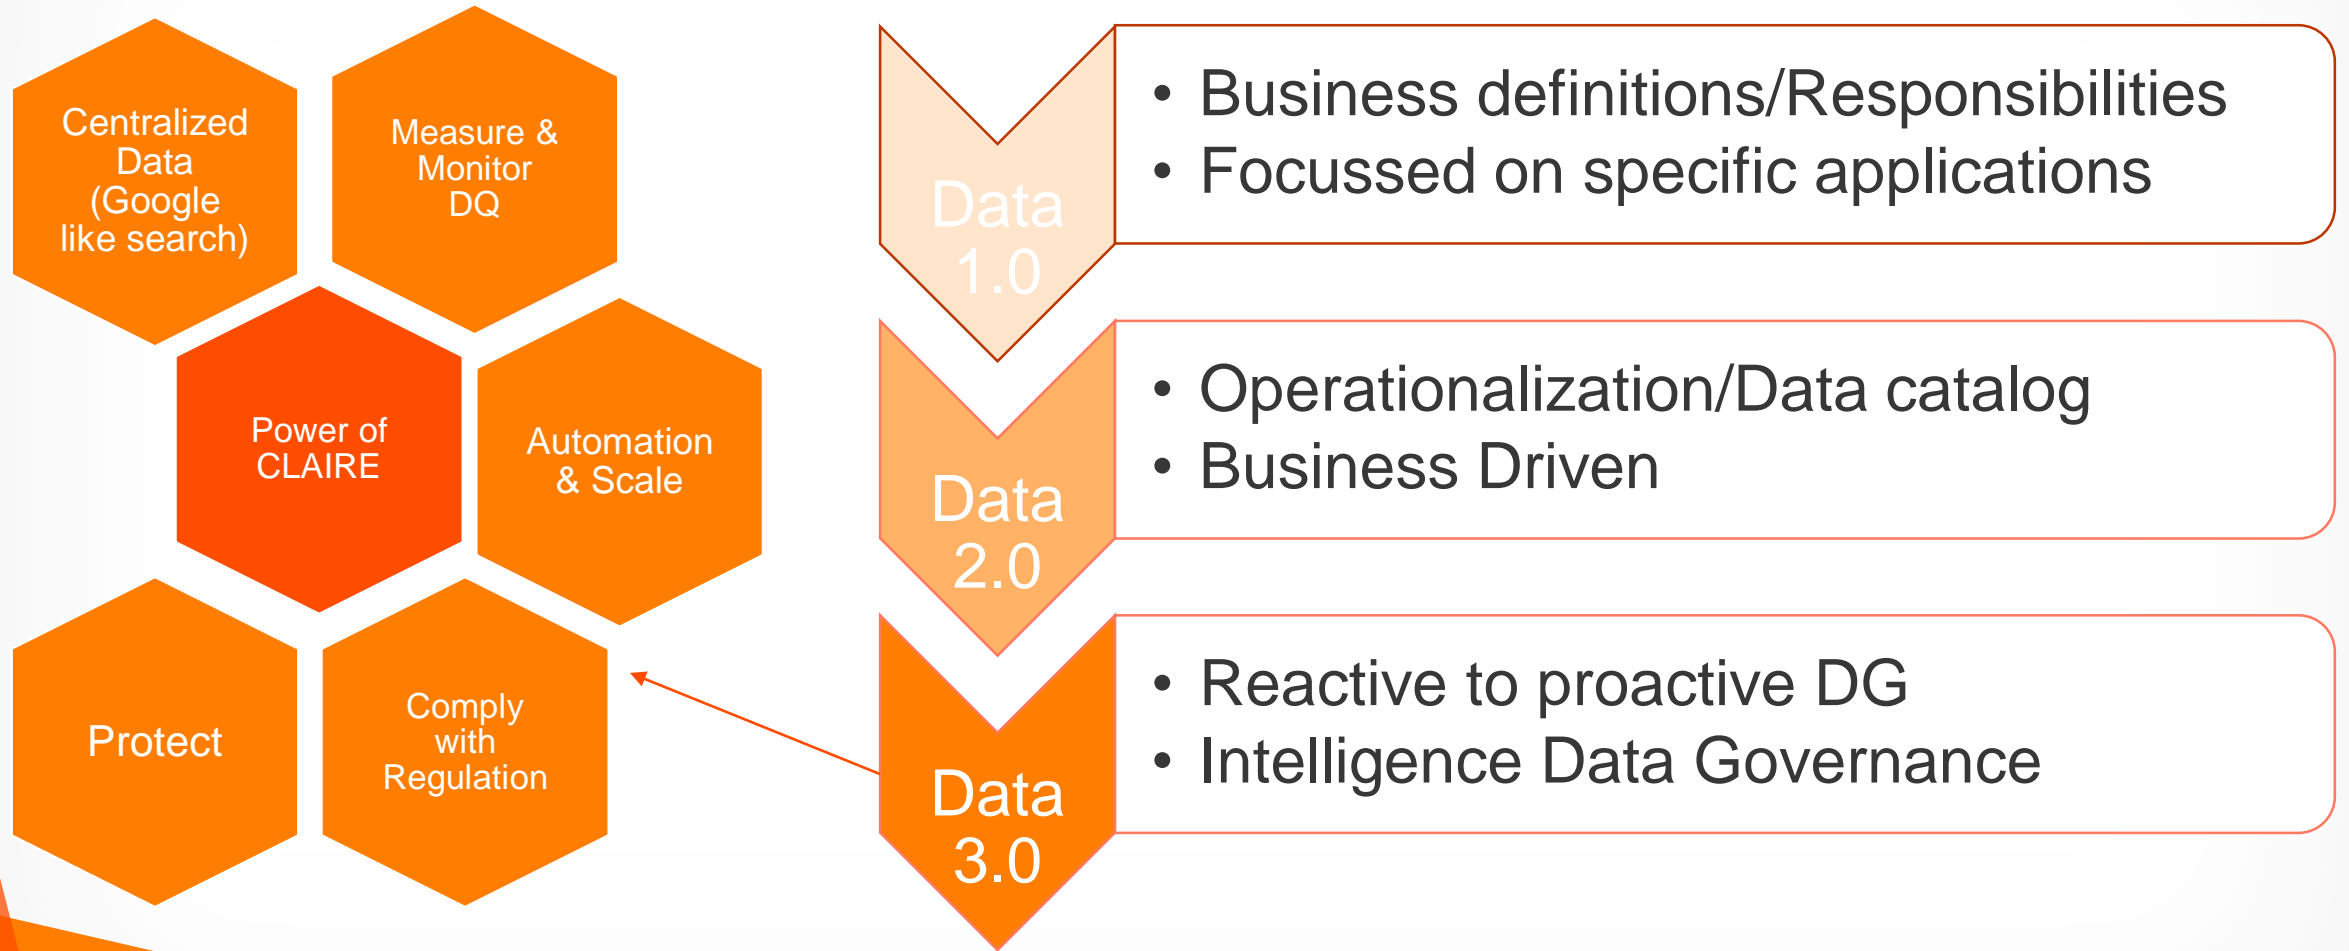 Centralized
Data
(Google
like search)
Measure &
Monitor
DQ
Power of
CLAIRE
Automation
& Scale
Protect
Comply
with
Regulation
Data
1.0
• Business definitions/Responsibilities
• Focussed on specific applications
Data
2.0
• Operationalization/Data catalog
• Business Driven
Data
3.0
• Reactive to proactive DG
• Intelligence Data Governance